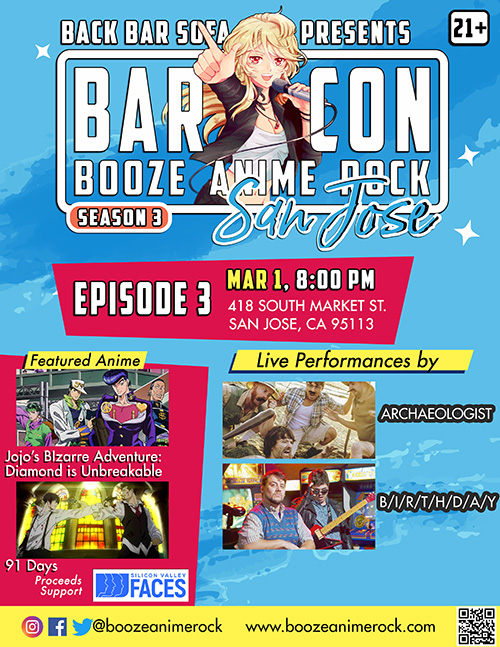 BACK BAR SOFA PRESENTS
21+
BAR CON
BOOZE ANIME ROCK
SEASON 3
San Jose
EPISODE 3
MAR 1, 8:00 PM
418 SOUTH MARKET ST.
SAN JOSE, CA 95113
Featured Anime
Jojo's BIzarre Adventure:
Diamond is Unbreakable
91 Days
Proceeds
Support
SILICON VALLEY
FACES
Live Performances by
ARCHAEOLOGIST
B/I/R/T/H/D/A/Y
@boozeanimerock
www.boozeanimerock.com